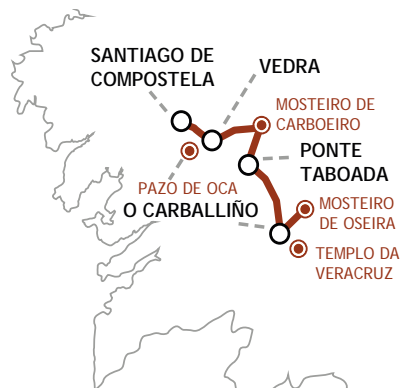 SANTIAGO DE
COMPOSTELA
VEDRA
MOSTEIRO DE
CARBOEIRO
PONTE
TABOADA
PAZO DE OCA
O CARBALLIÑO
MOSTEIRO
DE OSEIRA
TEMPLO DA
VERACRUZ